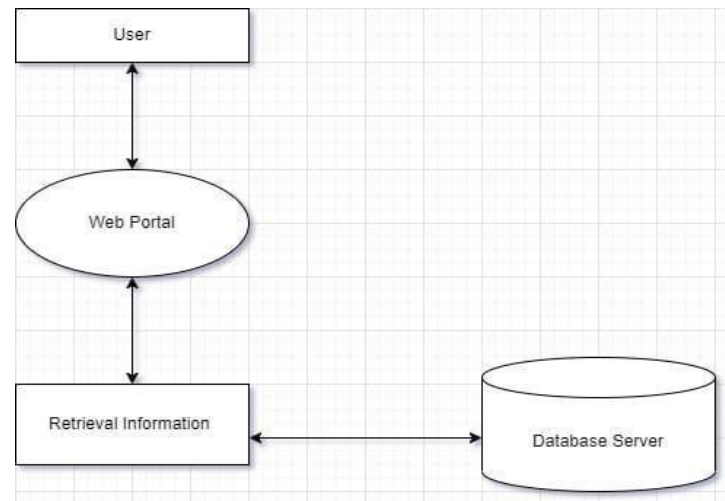 User
Web Portal
Retrieval Information
Database Server